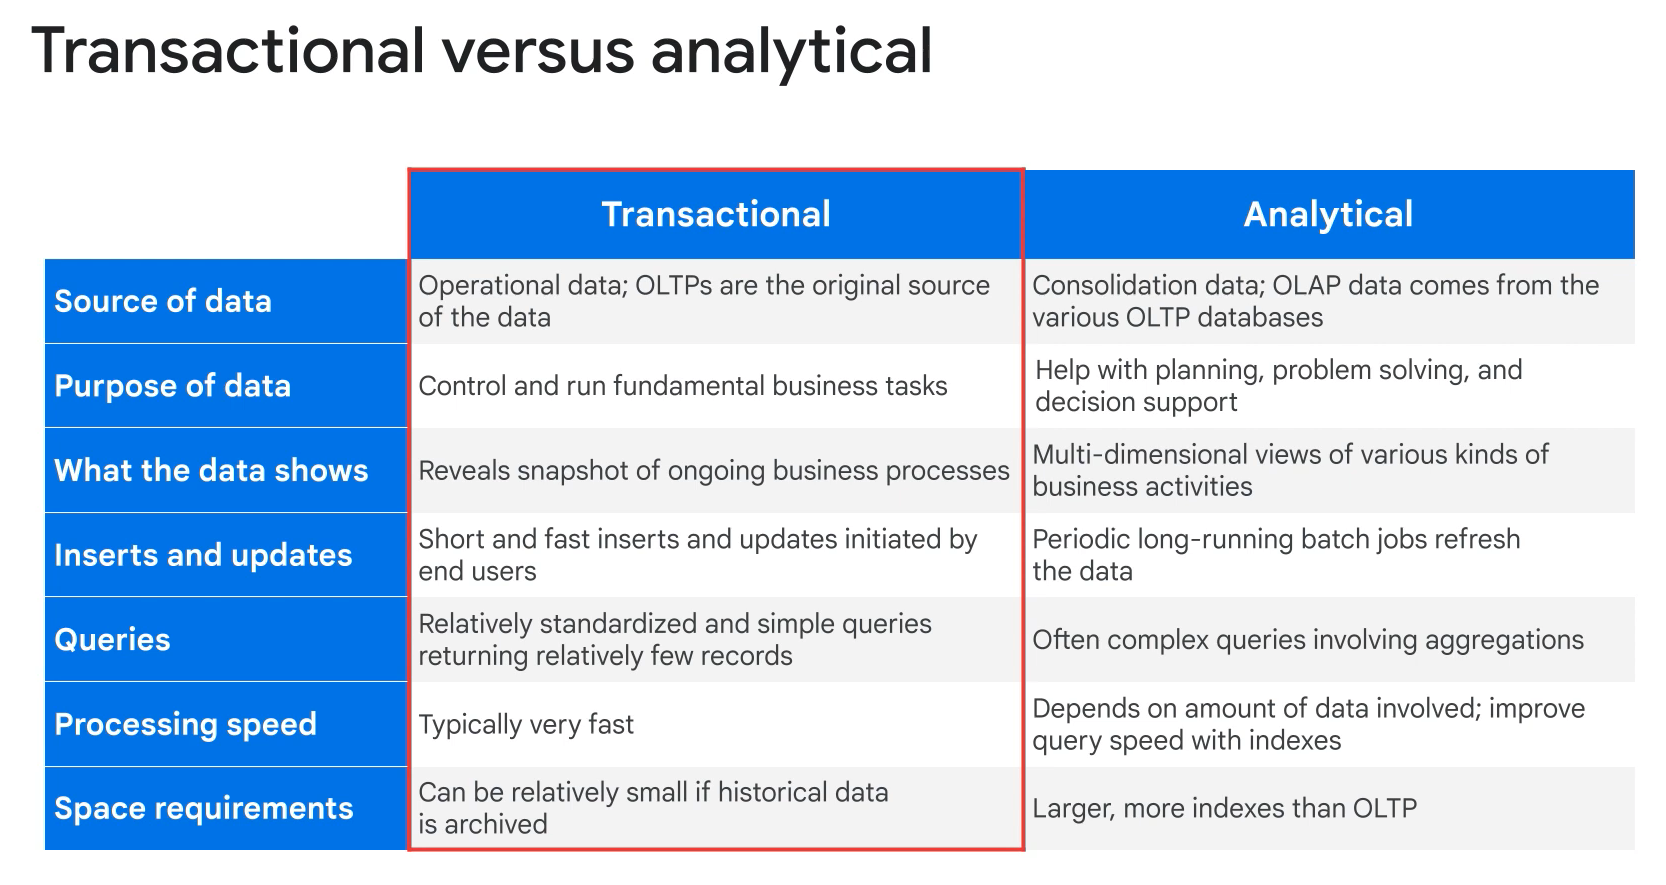 Transactional versus analytical
Transactional
Analytical
Source of data
Operational data; OLTPs are the original source
of the data
Consolidation data; OLAP data comes from the
various OLTP databases
Purpose of data
Control and run fundamental business tasks
Help with planning, problem solving, and
decision support
What the data shows
Reveals snapshot of ongoing business processes
Multi-dimensional views of various kinds of
business activities
Inserts and updates
Short and fast inserts and updates initiated by
end users
Periodic long-running batch jobs refresh
the data
Queries
Relatively standardized and simple queries
returning relatively few records
Often complex queries involving aggregations
Processing speed
Typically very fast
Depends on amount of data involved; improve
query speed with indexes
Space requirements
Can be relatively small if historical data
is archived
Larger, more indexes than OLTP